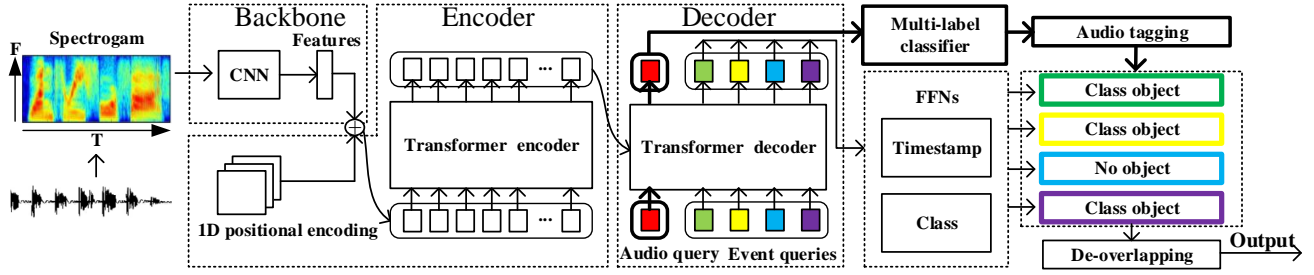 Backbone
Encoder
Decoder
F
Spectrogam
T
CNN
Features
1D positional encoding
...
Transformer encoder
...
Transformer decoder
Audio query
Event queries
Multi-label
classifier
Audio tagging
FFNs
Timestamp
Class
Class object
Class object
No object
Class object
De-overlapping
Output